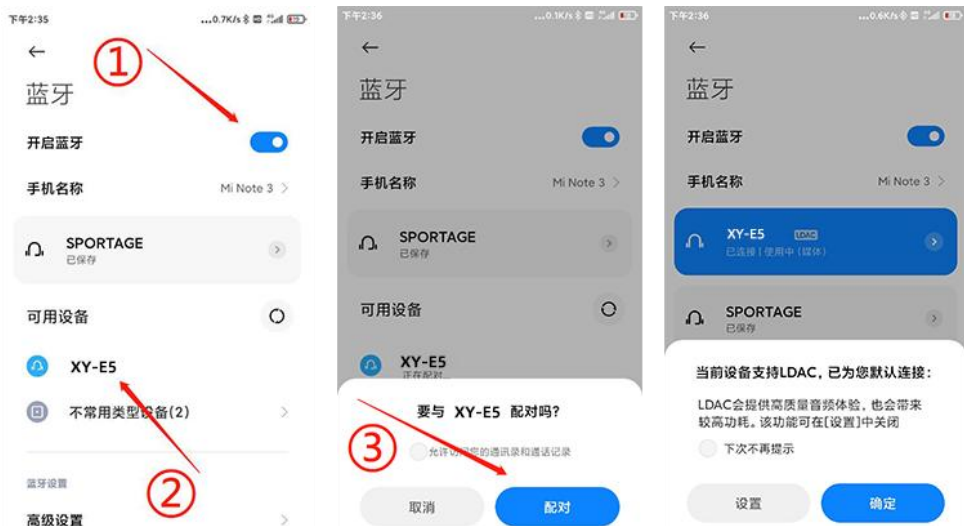 下午2:35
...0.7K/s
①
蓝牙
开启蓝牙
手机名称
Mi Note 3
SPORTAGE
已保存
可用设备
XY-E5
不常用类型设备(2)
②
蓝牙设置
高级设置
下午2:36
...0.1K/s
蓝牙
开启蓝牙
手机名称
Mi Note 3
SPORTAGE
已保存
可用设备
XY-E5
正在配对...
要与 XY-E5 配对吗?
③
允许访问您的通讯录和通话记录
取消
配对
下午2:36
...0.6K/s
蓝牙
开启蓝牙
手机名称
Mi Note 3
XY-E5 LDAC
已连接 | 使用中 (媒体)
SPORTAGE
已保存
当前设备支持LDAC，已为您默认连接：
LDAC会提供高质量音频体验，也会带来
较高功耗。该功能可在[设置]中关闭
下次不再提示
设置
确定